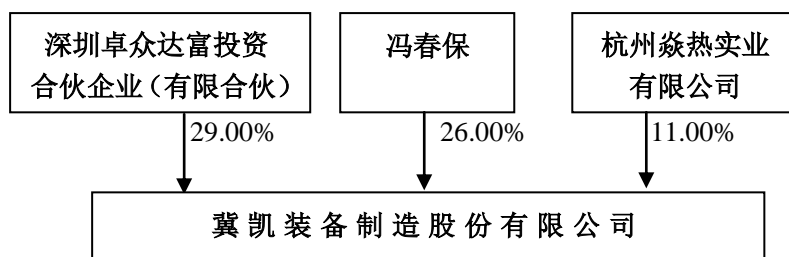 深圳卓众达富投资
合伙企业（有限合伙）
冯春保
杭州焱热实业
有限公司
29.00%
26.00%
11.00%
冀凯装备制造股份有限公司